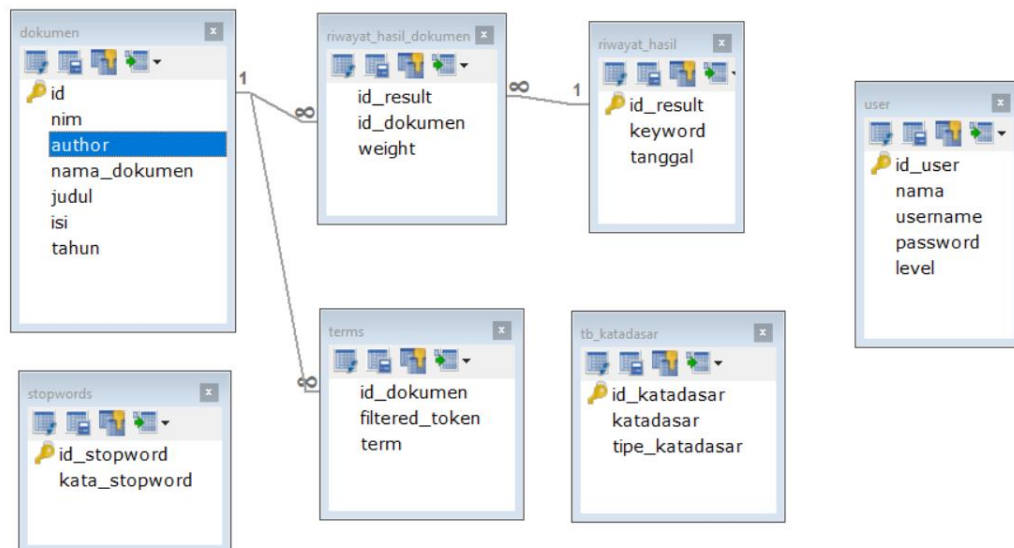 dokumen
id
nim
author
nama_dokumen
judul
isi
tahun
1
∞
riwayat_hasil_dokumen
id_result
id_dokumen
weight
∞
1
riwayat_hasil
id_result
keyword
tanggal
user
id_user
nama
username
password
level
stopwords
id_stopword
kata_stopword
∞
terms
id_dokumen
filtered_token
term
tb_katadasar
id_katadasar
katadasar
tipe_katadasar